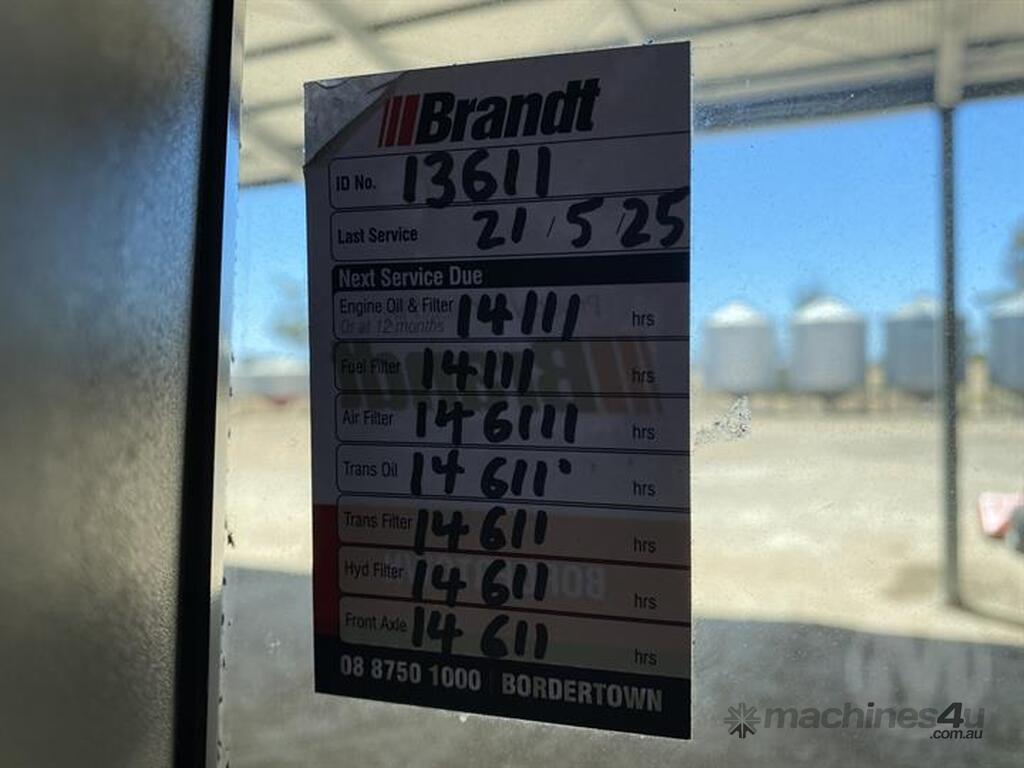 Brandt
ID No. 13611
Last Service 21/5/25
Next Service Due
Engine Oil & Filter 14111 hrs
Or at 12 months
Fuel Filter 14111 hrs
Air Filter 146111 hrs
Trans Oil 14611 hrs
Trans Filter 14611 hrs
Hyd Filter 14611 hrs
Front Axle 14611 hrs
08 8750 1000 | BORDERTOWN
machines4u
.com.au